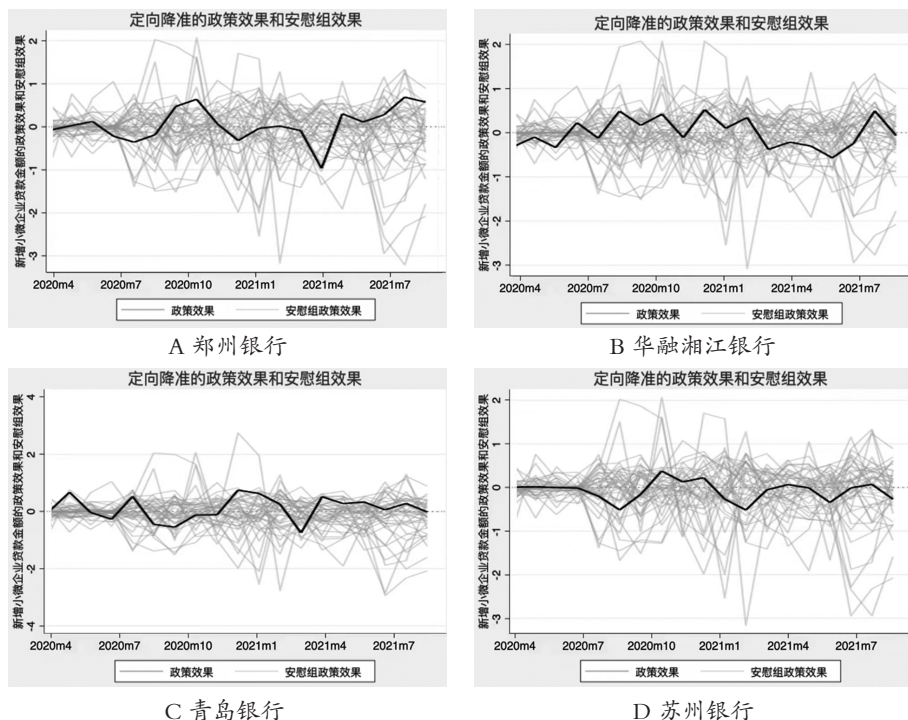 定向降准的政策效果和安慰组效果
新增小微企业贷款金额的政策效果和安慰组效果
2
1
0
-1
-2
-3
2020m4 2020m7 2020m10 2021m1 2021m4 2021m7
政策效果 安慰组政策效果
A 郑州银行
定向降准的政策效果和安慰组效果
新增小微企业贷款金额的政策效果和安慰组效果
2
1
0
-1
-2
-3
2020m4 2020m7 2020m10 2021m1 2021m4 2021m7
政策效果 安慰组政策效果
B 华融湘江银行
定向降准的政策效果和安慰组效果
新增小微企业贷款金额的政策效果和安慰组效果
4
2
0
-2
-4
2020m4 2020m7 2020m10 2021m1 2021m4 2021m7
政策效果 安慰组政策效果
C 青岛银行
定向降准的政策效果和安慰组效果
新增小微企业贷款金额的政策效果和安慰组效果
2
1
0
-1
-2
-3
2020m4 2020m7 2020m10 2021m1 2021m4 2021m7
政策效果 安慰组政策效果
D 苏州银行